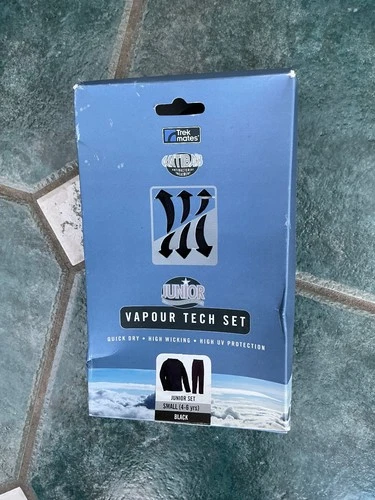 Trek
mates
JUNIOR
VAPOUR TECH SET
QUICK DRY • HIGH WICKING • HIGH UV PROTECTION
JUNIOR SET
SMALL (4-6 yrs)
BLACK